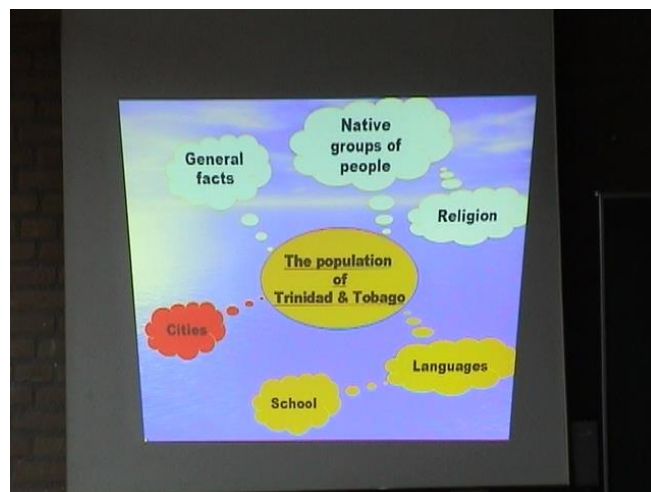 Native
groups of
people
General
facts
Religion
The population
of
Trinidad & Tobago
Cities
Languages
School